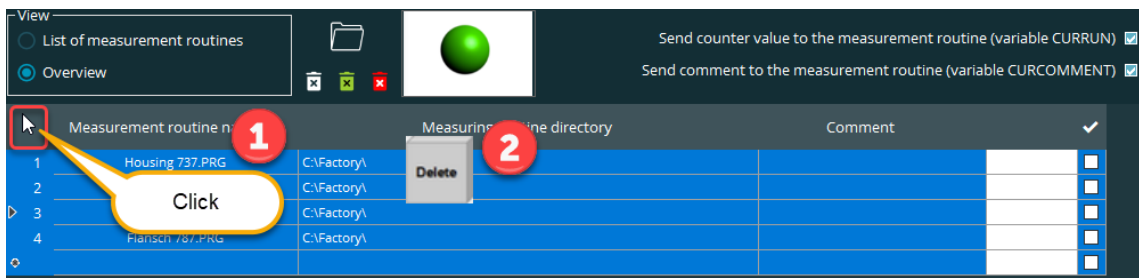 View
List of measurement routines
Overview
Send counter value to the measurement routine (variable CURRUN)
Send comment to the measurement routine (variable CURCOMMENT)
Measurement routine n
Measuring ine directory
Comment
1
2
Delete
Click
1 Housing 737.PRG C:\Factory\
2 C:\Factory\
3 C:\Factory\
4 Flansch 787.PRG C:\Factory\